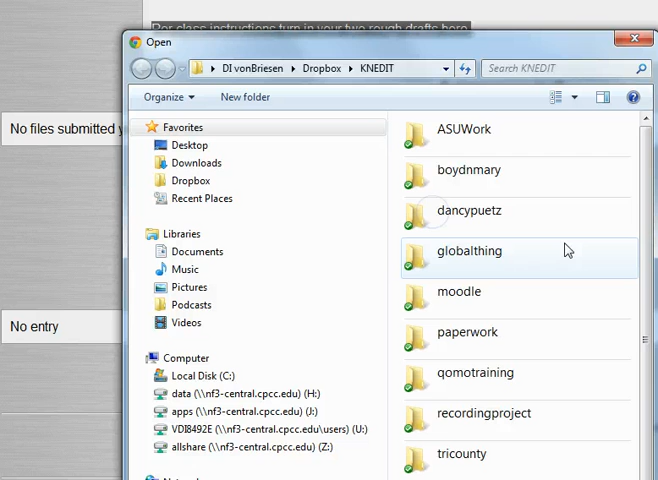 Per class instructions turn in your two rough drafts here
Open
DI vonBriesen Dropbox KNEDIT
Search KNEDIT
Organize New folder
No files submitted y
Favorites
Desktop
Downloads
Dropbox
Recent Places
Libraries
Documents
Music
Pictures
Podcasts
Videos
No entry
Computer
Local Disk (C:)
data (\\nf3-central.cpcc.edu) (H:)
apps (\\nf3-central.cpcc.edu) (J:)
VDI8492E (\\nf3-central.cpcc.edu\users) (U:)
allshare (\\nf3-central.cpcc.edu) (Z:)
ASUWork
boydnmary
dancypuetz
globalthing
moodle
paperwork
qomotraining
recordingproject
tricounty